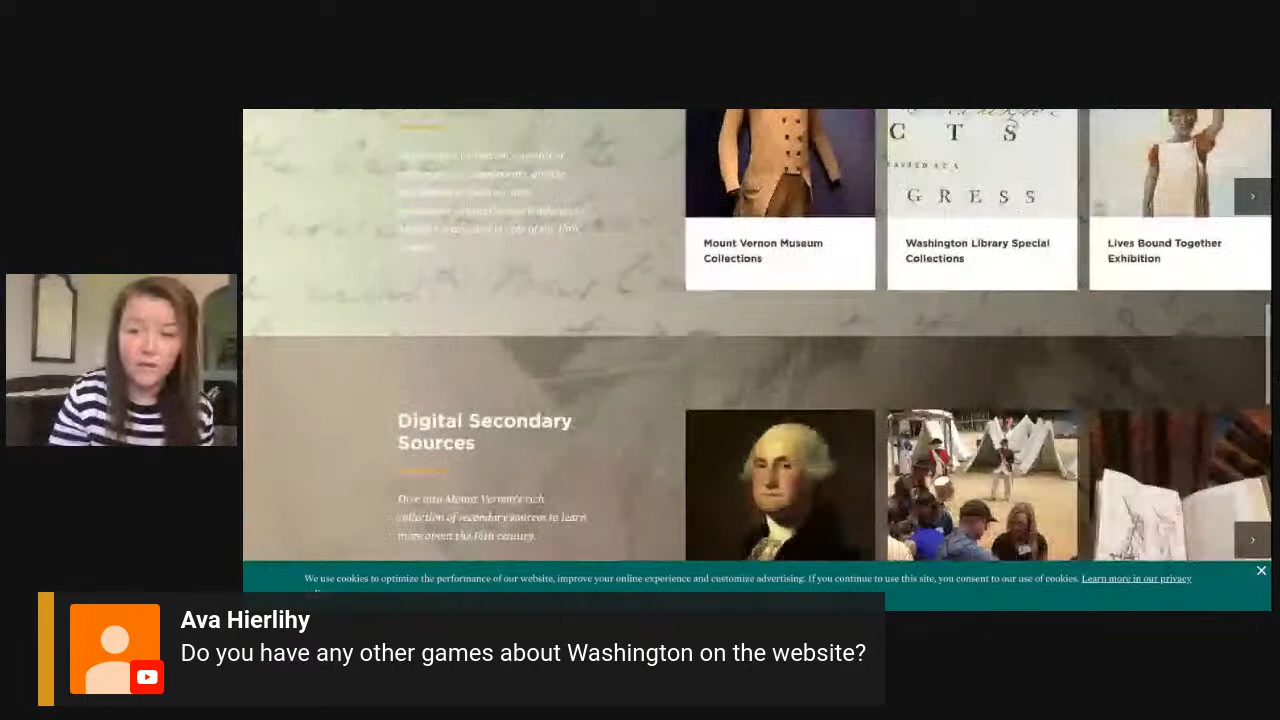 C T S
G R E S S
Mount Vernon Museum
Collections
Washington Library Special
Collections
Lives Bound Together
Exhibition
Digital Secondary
Sources
Dive into Mount Vernon's rich
collection of secondary sources to learn
more about the 18th century.
We use cookies to optimize the performance of our website, improve your online experience and customize advertising. If you continue to use this site, you consent to our use of cookies. Learn more in our privacy
Ava Hierlihy
Do you have any other games about Washington on the website?